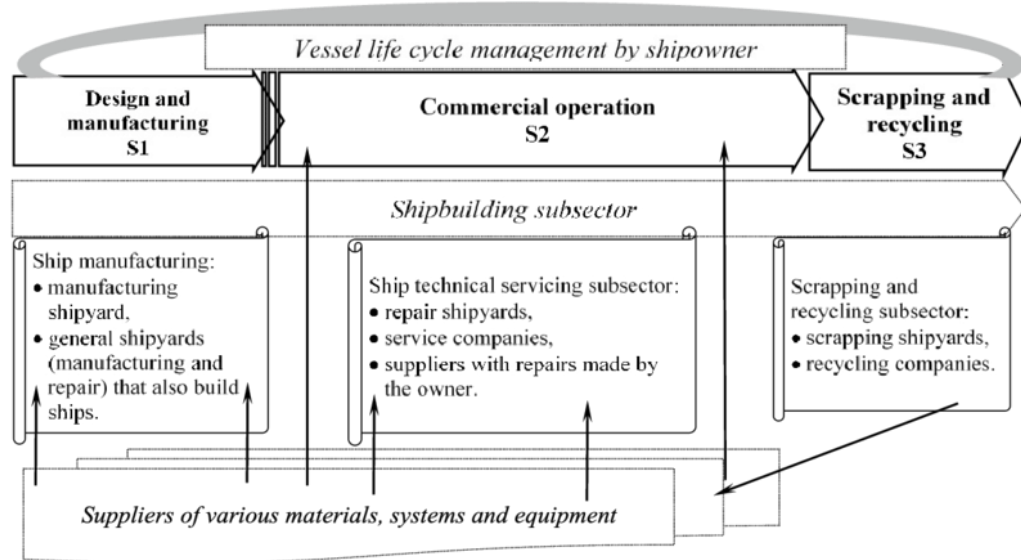 Vessel life cycle management by shipowner
Design and
manufacturing
S1
Commercial operation
S2
Scrapping and
recycling
S3
Shipbuilding subsector
Ship manufacturing:
• manufacturing
shipyard,
• general shipyards
(manufacturing and
repair) that also build
ships.
Ship technical servicing subsector:
• repair shipyards,
• service companies,
• suppliers with repairs made by
the owner.
Scrapping and
recycling subsector:
• scrapping shipyards,
• recycling companies.
Suppliers of various materials, systems and equipment